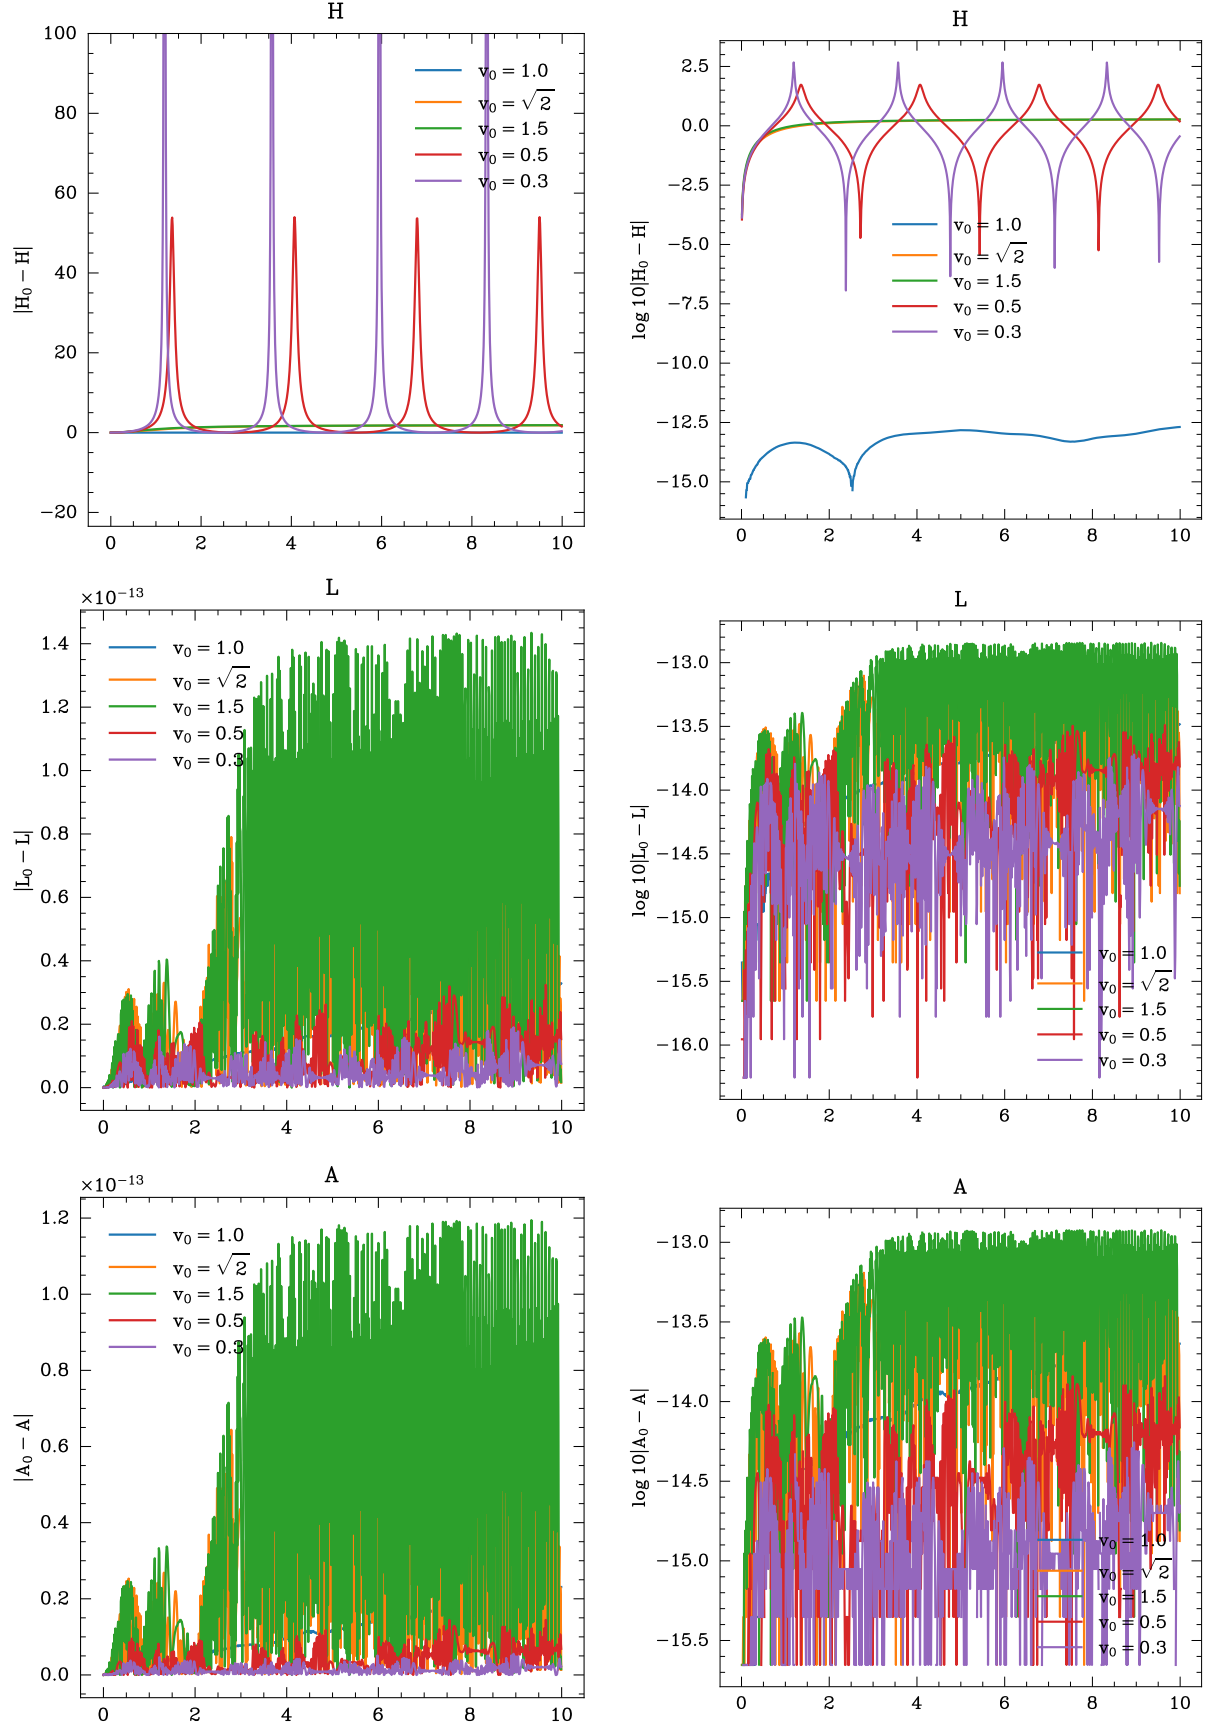 H
|H₀ − H|
100
80
60
40
20
0
−20
v₀ = 1.0
v₀ = √2
v₀ = 1.5
v₀ = 0.5
v₀ = 0.3
0 2 4 6 8 10
H
log 10|H₀ − H|
2.5
0.0
−2.5
−5.0
−7.5
−10.0
−12.5
−15.0
v₀ = 1.0
v₀ = √2
v₀ = 1.5
v₀ = 0.5
v₀ = 0.3
0 2 4 6 8 10
L
×10⁻¹³
|L₀ − L|
1.4
1.2
1.0
0.8
0.6
0.4
0.2
0.0
v₀ = 1.0
v₀ = √2
v₀ = 1.5
v₀ = 0.5
v₀ = 0.3
0 2 4 6 8 10
L
log 10|L₀ − L|
−13.0
−13.5
−14.0
−14.5
−15.0
−15.5
−16.0
v₀ = 1.0
v₀ = √2
v₀ = 1.5
v₀ = 0.5
v₀ = 0.3
0 2 4 6 8 10
A
×10⁻¹³
|A₀ − A|
1.2
1.0
0.8
0.6
0.4
0.2
0.0
v₀ = 1.0
v₀ = √2
v₀ = 1.5
v₀ = 0.5
v₀ = 0.3
0 2 4 6 8 10
A
log 10|A₀ − A|
−13.0
−13.5
−14.0
−14.5
−15.0
−15.5
v₀ = 1.0
v₀ = √2
v₀ = 1.5
v₀ = 0.5
v₀ = 0.3
0 2 4 6 8 10